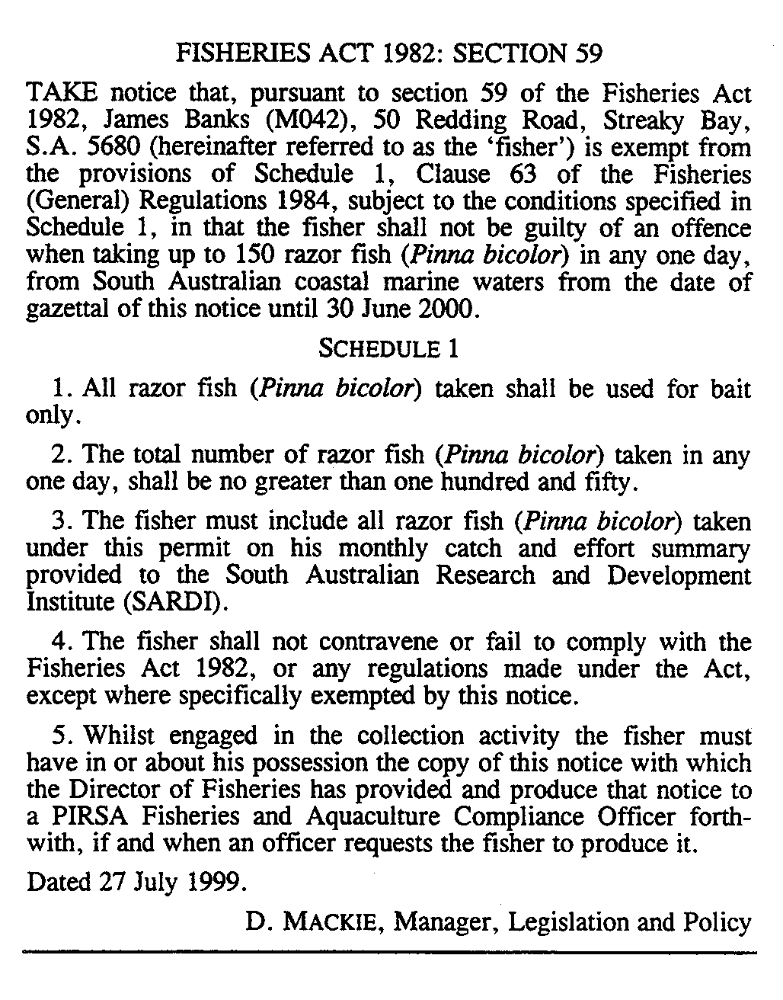 FISHERIES ACT 1982: SECTION 59
TAKE notice that, pursuant to section 59 of the Fisheries Act
1982, James Banks (M042), 50 Redding Road, Streaky Bay,
S.A. 5680 (hereinafter referred to as the ‘fisher’) is exempt from
the provisions of Schedule 1, Clause 63 of the Fisheries
(General) Regulations 1984, subject to the conditions specified in
Schedule 1, in that the fisher shall not be guilty of an offence
when taking up to 150 razor fish (Pinna bicolor) in any one day,
from South Australian coastal marine waters from the date of
gazettal of this notice until 30 June 2000.
SCHEDULE 1
1. All razor fish (Pinna bicolor) taken shall be used for bait
only.
2. The total number of razor fish (Pinna bicolor) taken in any
one day, shall be no greater than one hundred and fifty.
3. The fisher must include all razor fish (Pinna bicolor) taken
under this permit on his monthly catch and effort summary
provided to the South Australian Research and Development
Institute (SARDI).
4. The fisher shall not contravene or fail to comply with the
Fisheries Act 1982, or any regulations made under the Act,
except where specifically exempted by this notice.
5. Whilst engaged in the collection activity the fisher must
have in or about his possession the copy of this notice with which
the Director of Fisheries has provided and produce that notice to
a PIRSA Fisheries and Aquaculture Compliance Officer forth-
with, if and when an officer requests the fisher to produce it.
Dated 27 July 1999.
D. MACKIE, Manager, Legislation and Policy